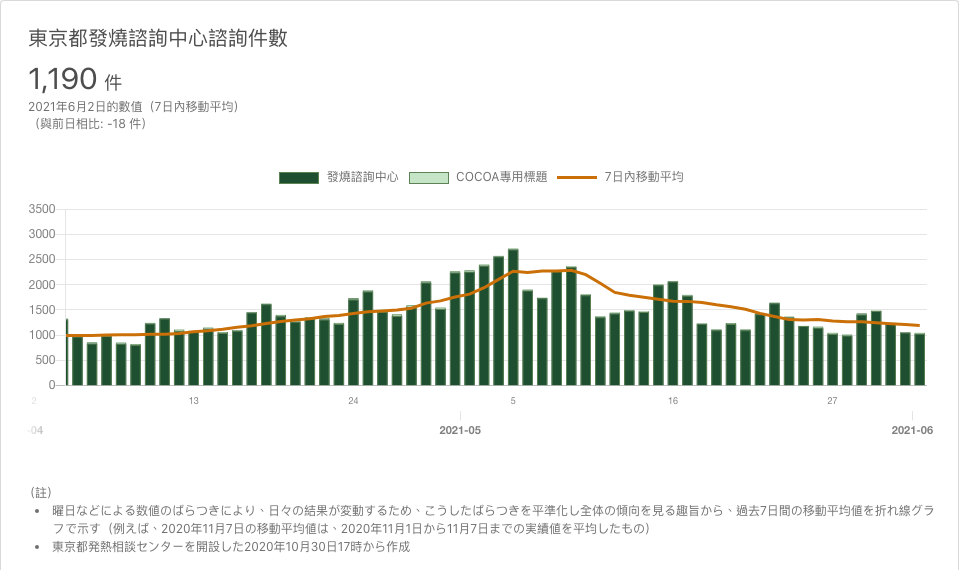 東京都發燒諮詢中心諮詢件數
1,190 件
2021年6月2日的數值（7日內移動平均）
（與前日相比: -18 件）
發燒諮詢中心 COCOA專用標題 7日內移動平均
3500
3000
2500
2000
1500
1000
500
0
2 13 24 5 16 27
-04 2021-05 2021-06
（註）
• 曜日などによる数値のばらつきにより、日々の結果が変動するため、こうしたばらつきを平準化し全体の傾向を見る趣旨から、過去7日間の移動平均値を折れ線グラ
フで示す（例えば、2020年11月7日の移動平均値は、2020年11月1日から11月7日までの実績値を平均したもの）
• 東京都発熱相談センターを開設した2020年10月30日17時から作成